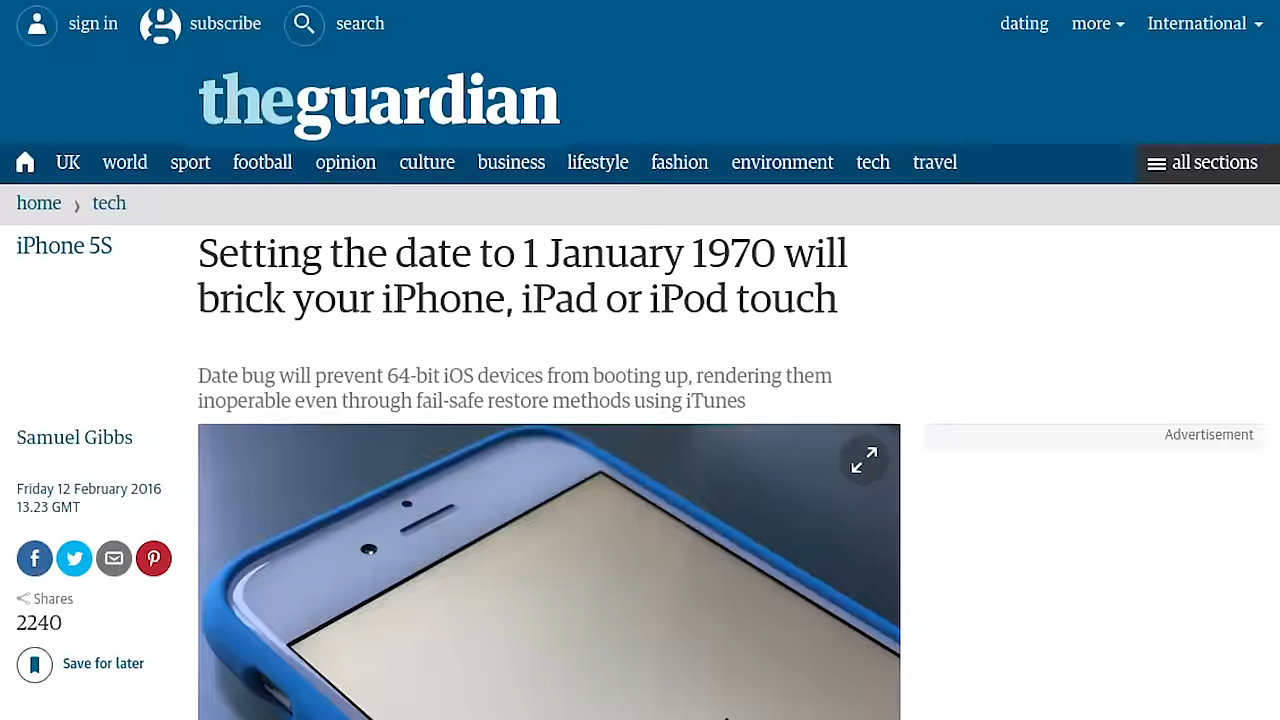 sign in subscribe search dating more International
theguardian
UK world sport football opinion culture business lifestyle fashion environment tech travel all sections
home › tech
iPhone 5S
Setting the date to 1 January 1970 will
brick your iPhone, iPad or iPod touch
Date bug will prevent 64-bit iOS devices from booting up, rendering them
inoperable even through fail-safe restore methods using iTunes
Samuel Gibbs
Advertisement
Friday 12 February 2016
13.23 GMT
Shares
2240
Save for later